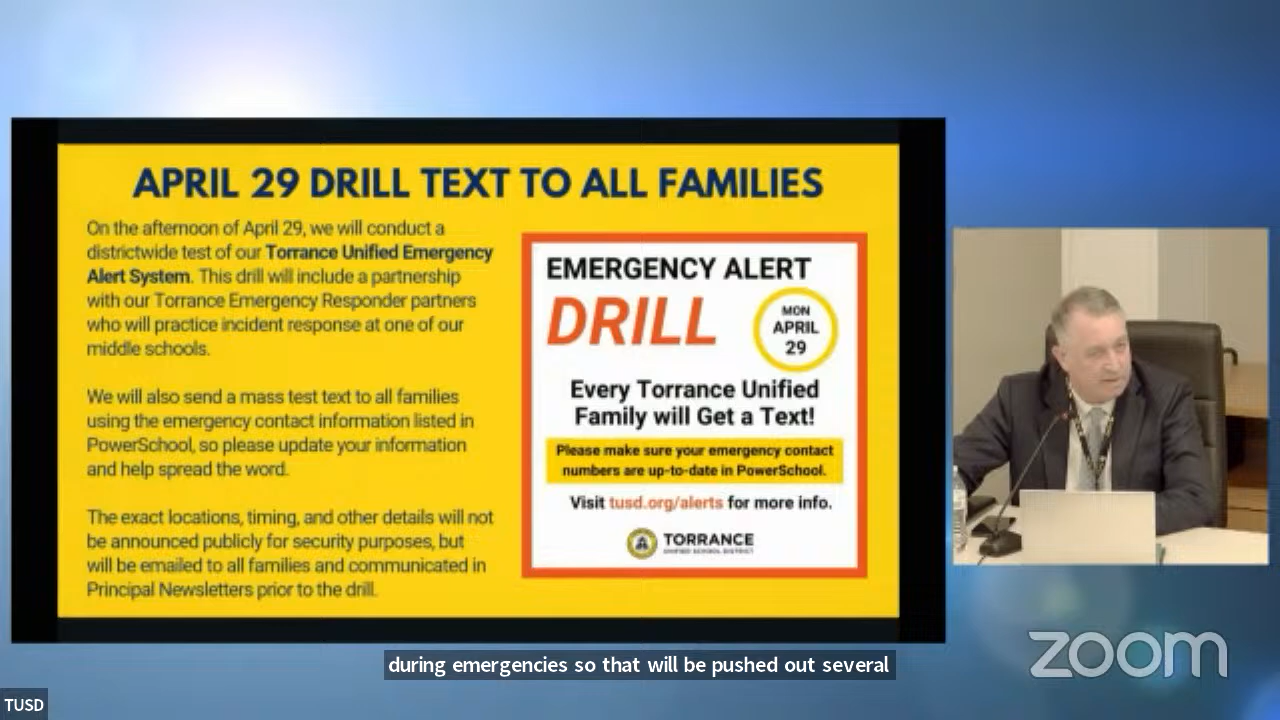 APRIL 29 DRILL TEXT TO ALL FAMILIES
On the afternoon of April 29, we will conduct a
districtwide test of our Torrance Unified Emergency
Alert System. This drill will include a partnership
with our Torrance Emergency Responder partners
who will practice incident response at one of our
middle schools.
We will also send a mass test text to all families
using the emergency contact information listed in
PowerSchool, so please update your information
and help spread the word.
The exact locations, timing, and other details will not
be announced publicly for security purposes, but
will be emailed to all families and communicated in
Principal Newsletters prior to the drill.
EMERGENCY ALERT
DRILL
MON
APRIL
29
Every Torrance Unified
Family will Get a Text!
Please make sure your emergency contact
numbers are up-to-date in PowerSchool.
Visit tusd.org/alerts for more info.
TORRANCE
UNIFIED SCHOOL DISTRICT
during emergencies so that will be pushed out several
zoom
TUSD